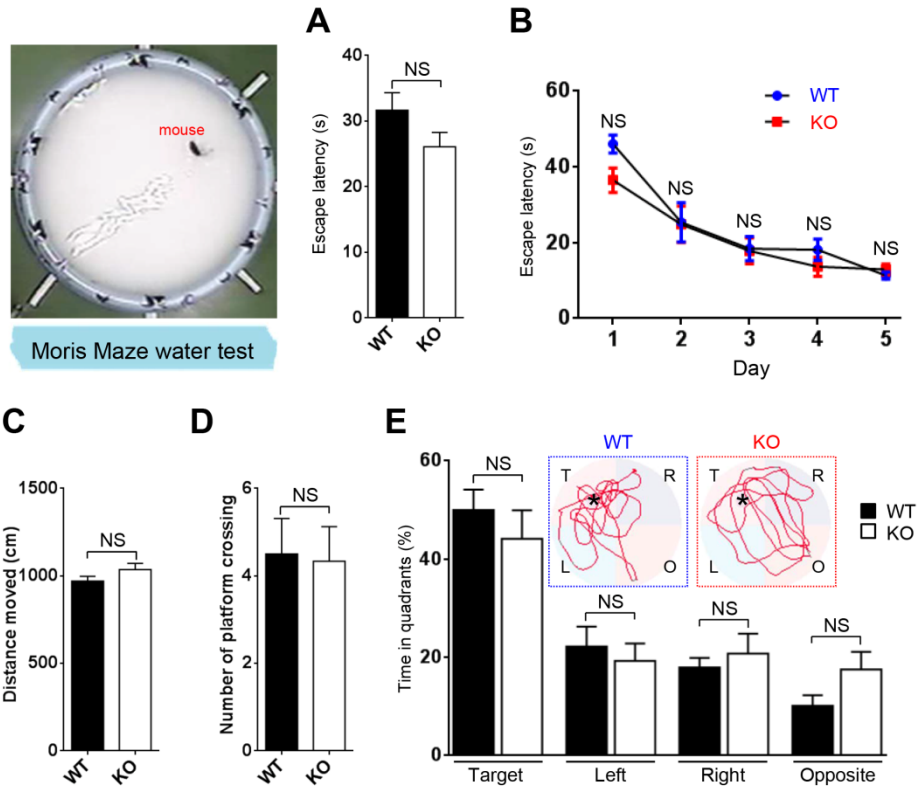 A
B
mouse
Moris Maze water test
Escape latency (s)
40
30
20
10
0
NS
WT
KO
Escape latency (s)
60
40
20
0
NS
NS
NS
NS
NS
WT
KO
1 2 3 4 5
Day
C
D
E
Distance moved (cm)
1500
1000
500
0
NS
WT
KO
Number of platform crossing
6
4
2
0
NS
WT
KO
WT
KO
Time in quadrants (%)
60
40
20
0
NS
T R
*
L O
T R
*
L O
WT
KO
NS
NS
NS
Target Left Right Opposite